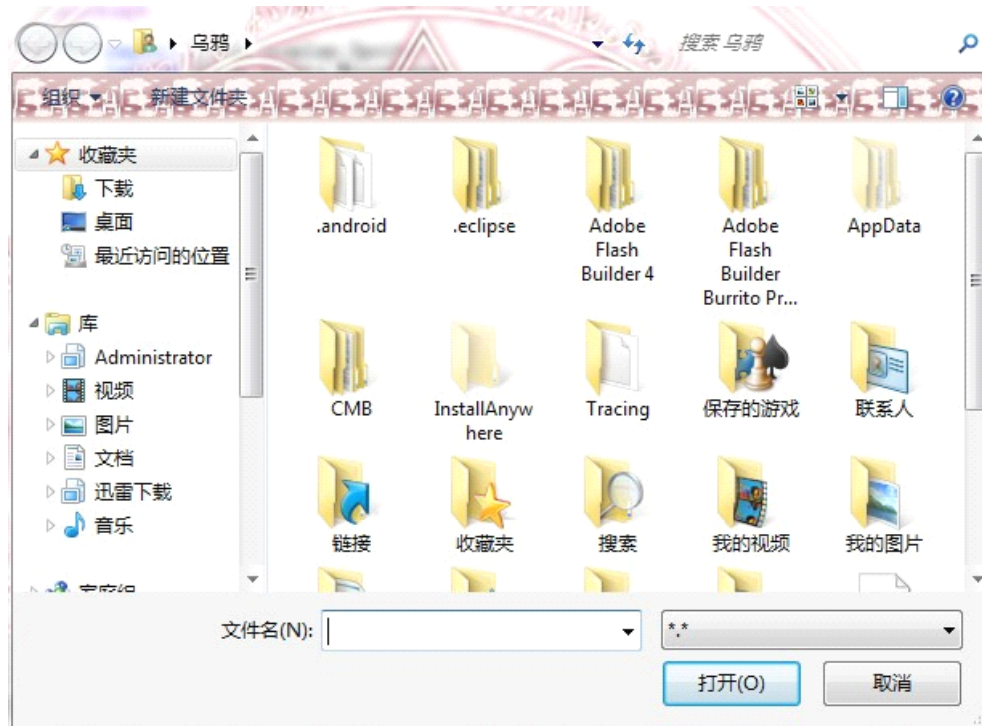 乌鸦
搜索 乌鸦
组织
新建文件夹
收藏夹
下载
桌面
最近访问的位置
库
Administrator
视频
图片
文档
迅雷下载
音乐
家庭组
.android
.eclipse
Adobe
Flash
Builder 4
Adobe
Flash
Builder
Burrito Pr...
AppData
CMB
InstallAnyw
here
Tracing
保存的游戏
联系人
链接
收藏夹
搜索
我的视频
我的图片
文件名(N):
*.*
打开(O)
取消